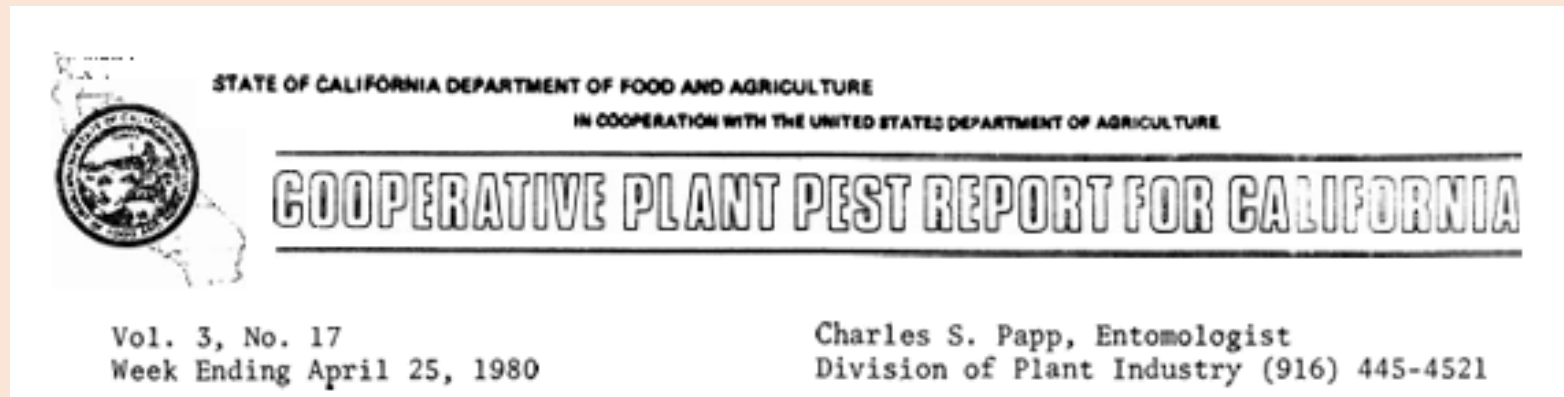 STATE OF CALIFORNIA DEPARTMENT OF FOOD AND AGRICULTURE
IN COOPERATION WITH THE UNITED STATES DEPARTMENT OF AGRICULTURE
COOPERATIVE PLANT PEST REPORT FOR CALIFORNIA
Vol. 3, No. 17
Week Ending April 25, 1980
Charles S. Papp, Entomologist
Division of Plant Industry (916) 445-4521